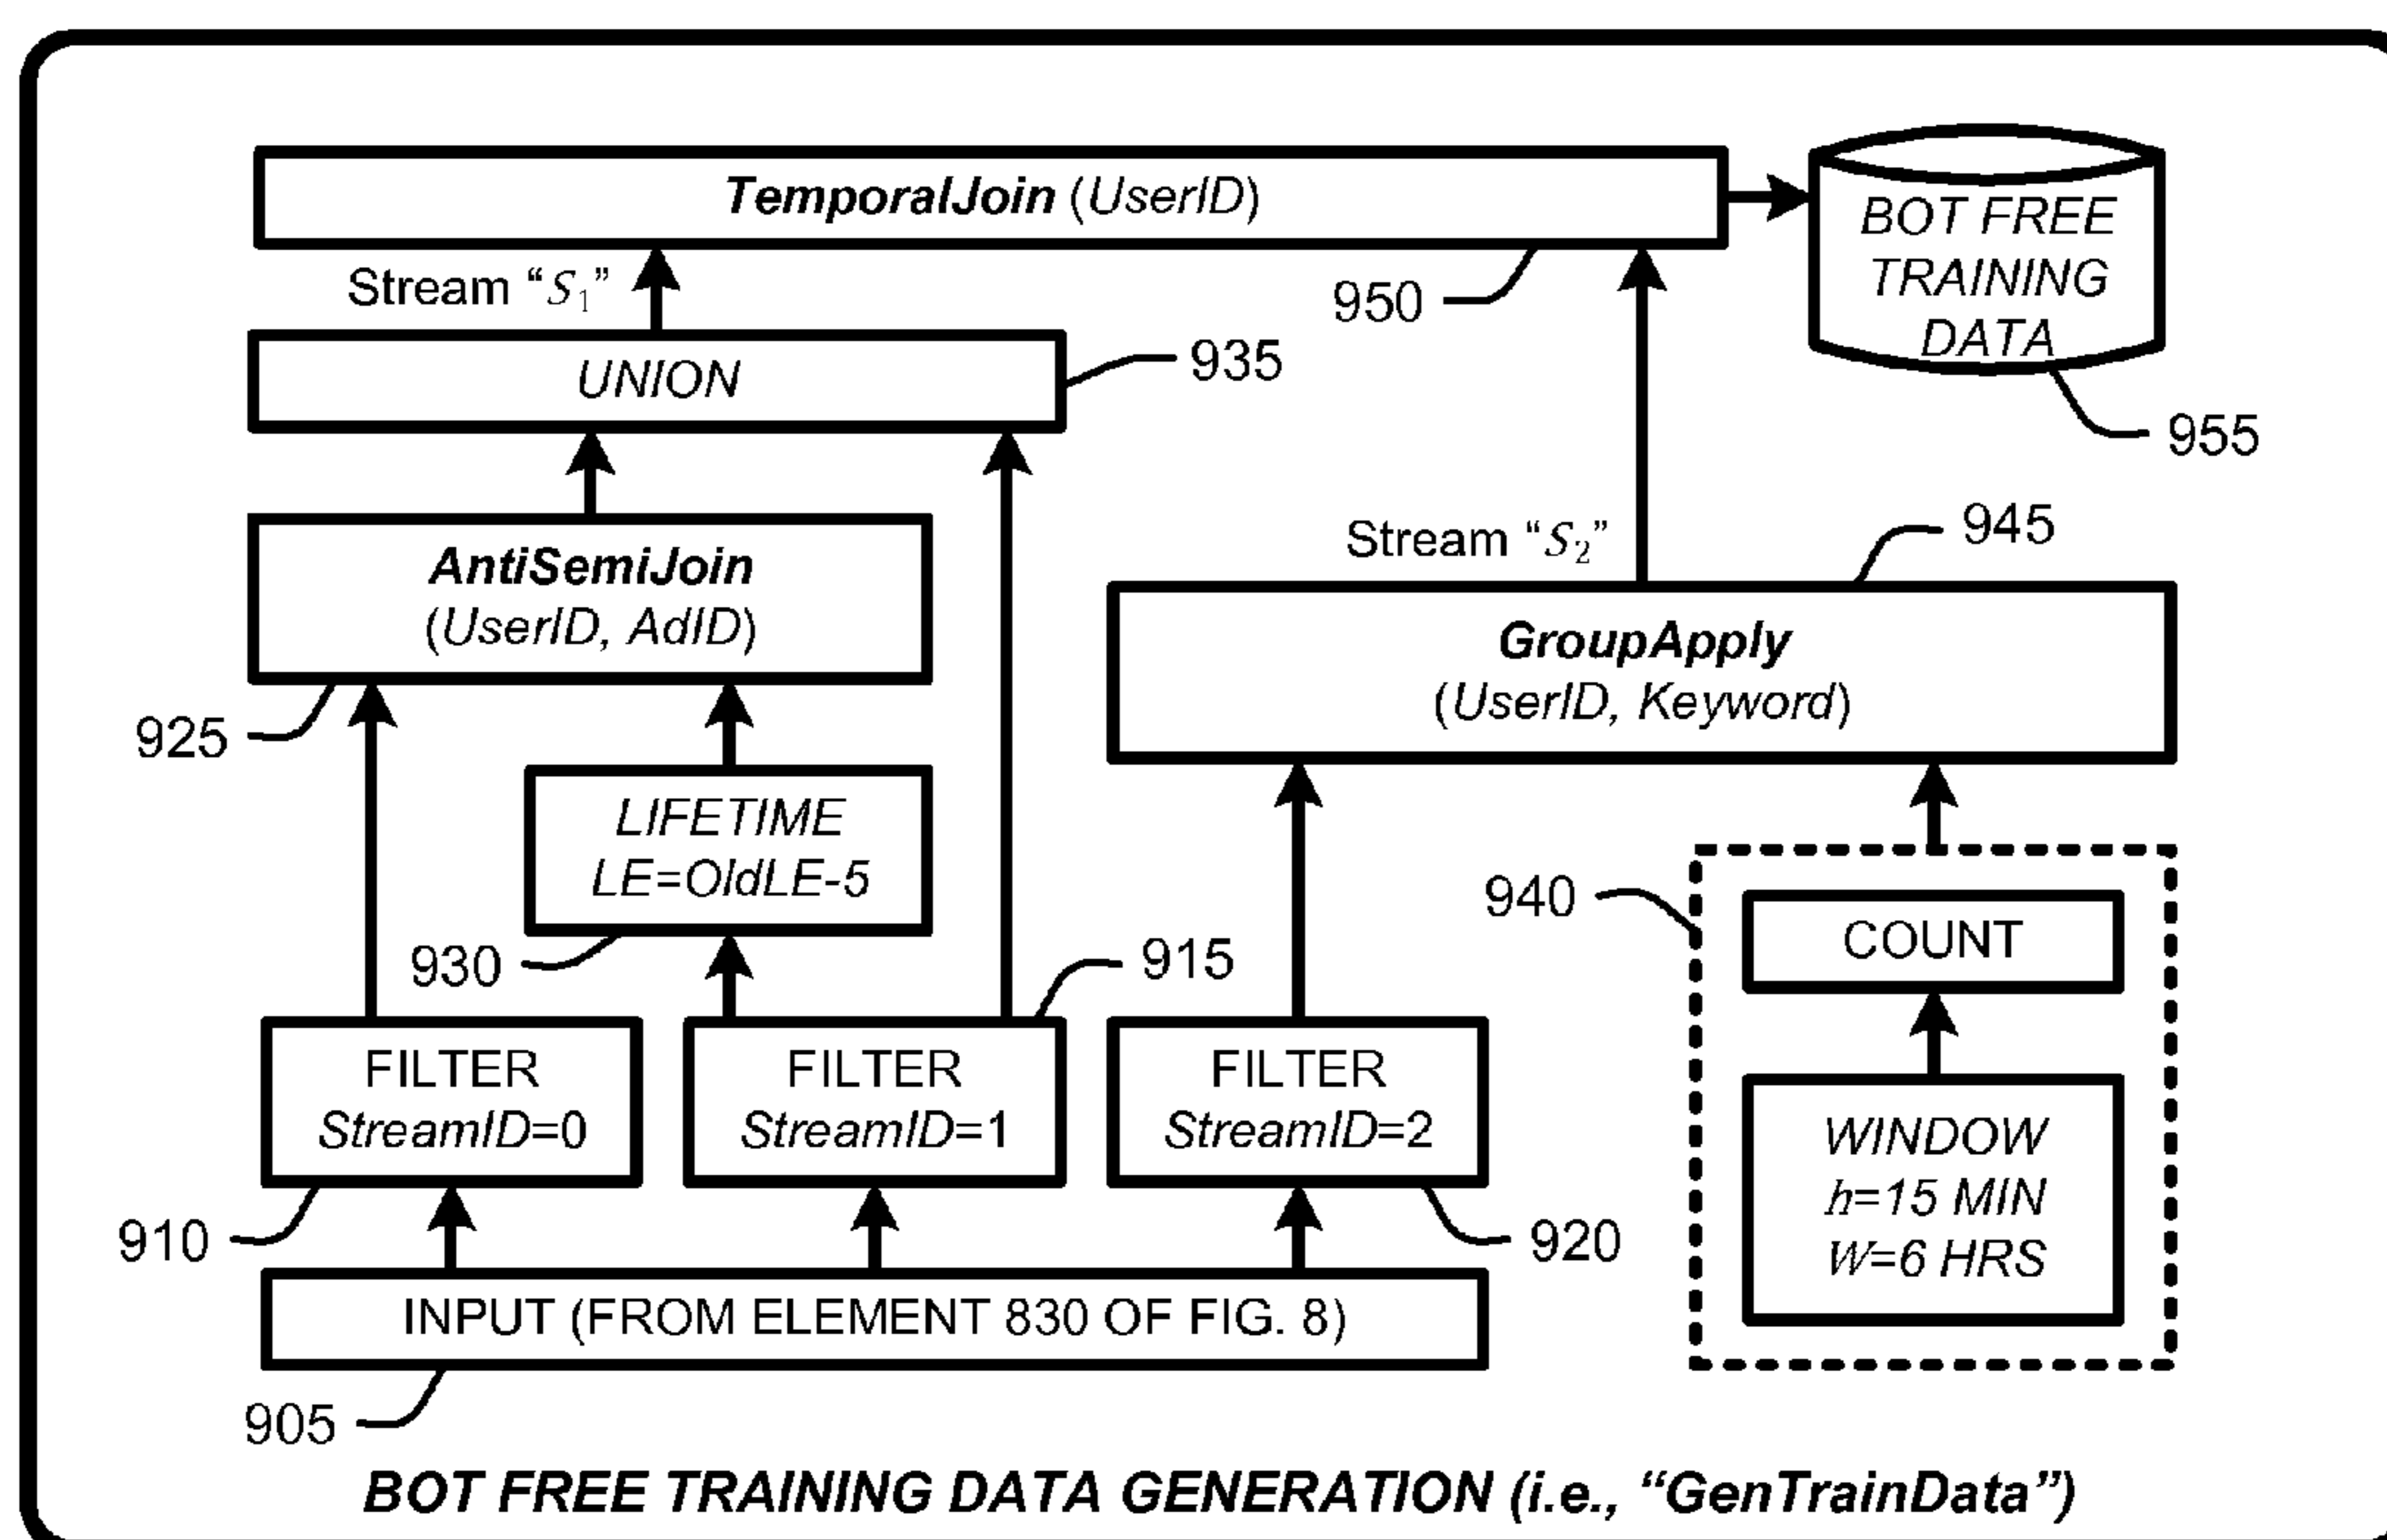 TemporalJoin (UserID)
BOT FREE
TRAINING
DATA
Stream “S1”
950
UNION
935
955
AntiSemiJoin
(UserID, AdID)
Stream “S2”
945
GroupApply
(UserID, Keyword)
925
LIFETIME
LE=OldLE-5
930
915
940
COUNT
FILTER
StreamID=0
FILTER
StreamID=1
FILTER
StreamID=2
WINDOW
h=15 MIN
W=6 HRS
910
920
INPUT (FROM ELEMENT 830 OF FIG. 8)
905
BOT FREE TRAINING DATA GENERATION (i.e., “GenTrainData”)